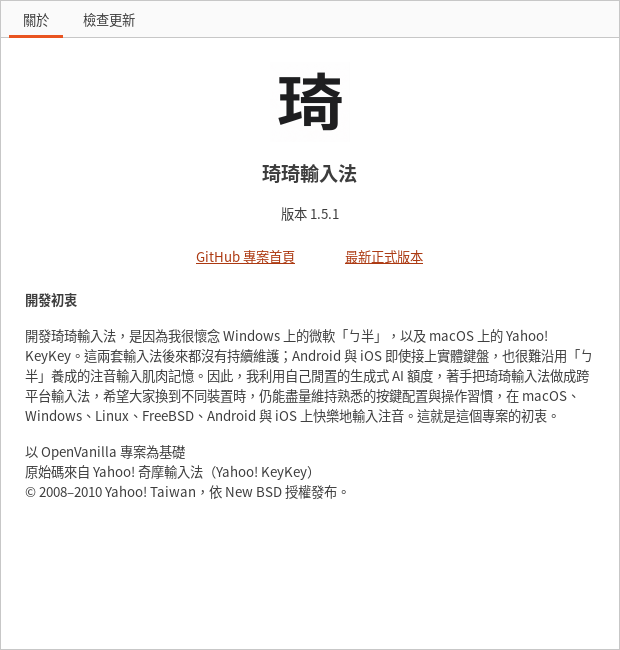 關於
檢查更新
琦
琦琦輸入法
版本 1.5.1
GitHub 專案首頁
最新正式版本
開發初衷
開發琦琦輸入法，是因為我很懷念 Windows 上的微軟「ㄅ半」，以及 macOS 上的 Yahoo!
KeyKey。這兩套輸入法後來都沒有持續維護；Android 與 iOS 即使接上實體鍵盤，也很難沿用「ㄅ
半」養成的注音輸入肌肉記憶。因此，我利用自己閒置的生成式 AI 額度，著手把琦琦輸入法做成跨
平台輸入法，希望大家換到不同裝置時，仍能盡量維持熟悉的按鍵配置與操作習慣，在 macOS、
Windows、Linux、FreeBSD、Android 與 iOS 上快樂地輸入注音。這就是這個專案的初衷。
以 OpenVanilla 專案為基礎
原始碼來自 Yahoo! 奇摩輸入法（Yahoo! KeyKey）
© 2008–2010 Yahoo! Taiwan，依 New BSD 授權發布。